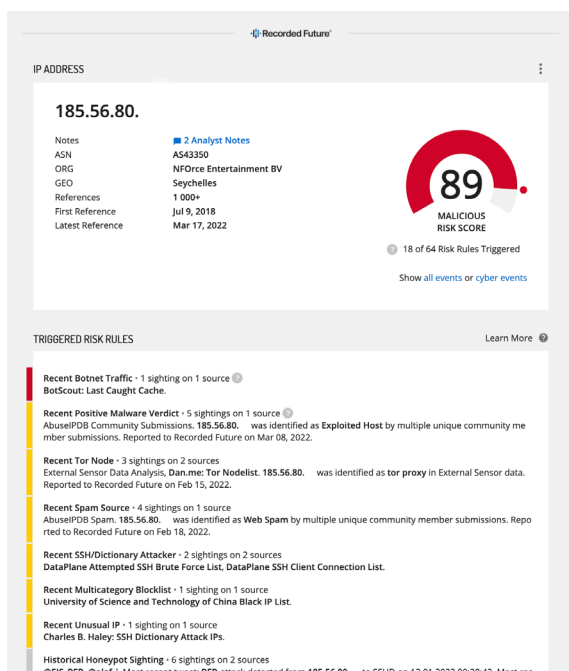 Recorded Future®
IP ADDRESS
185.56.80.
Notes 2 Analyst Notes
ASN AS43350
ORG NFOrce Entertainment BV
GEO Seychelles
References 1 000+
First Reference Jul 9, 2018
Latest Reference Mar 17, 2022
89
MALICIOUS
RISK SCORE
18 of 64 Risk Rules Triggered
Show all events or cyber events
TRIGGERED RISK RULES
Learn More
Recent Botnet Traffic • 1 sighting on 1 source
BotScout: Last Caught Cache.
Recent Positive Malware Verdict • 5 sightings on 1 source
AbuseIPDB Community Submissions. 185.56.80. was identified as Exploited Host by multiple unique community me
mber submissions. Reported to Recorded Future on Mar 08, 2022.
Recent Tor Node • 3 sightings on 2 sources
External Sensor Data Analysis, Dan.me: Tor Nodelist. 185.56.80. was identified as tor proxy in External Sensor data.
Reported to Recorded Future on Feb 15, 2022.
Recent Spam Source • 4 sightings on 1 source
AbuseIPDB Spam. 185.56.80. was identified as Web Spam by multiple unique community member submissions. Repo
rted to Recorded Future on Feb 18, 2022.
Recent SSH/Dictionary Attacker • 2 sightings on 2 sources
DataPlane Attempted SSH Brute Force List, DataPlane SSH Client Connection List.
Recent Multicategory Blocklist • 1 sighting on 1 source
University of Science and Technology of China Black IP List.
Recent Unusual IP • 1 sighting on 1 source
Charles B. Haley: SSH Dictionary Attack IPs.
Historical Honeypot Sighting • 6 sightings on 2 sources